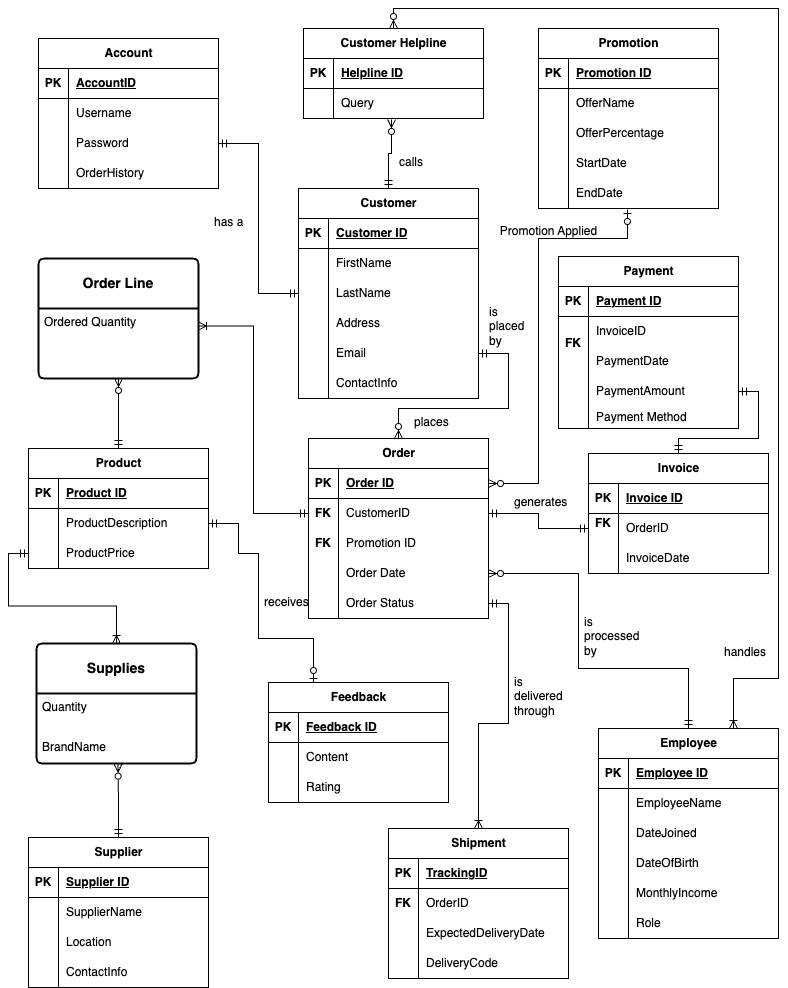 Account
PK AccountID
Username
Password
OrderHistory
Customer Helpline
PK Helpline ID
Query
Promotion
PK Promotion ID
OfferName
OfferPercentage
StartDate
EndDate
calls
has a
Customer
PK Customer ID
FirstName
LastName
Address
Email
ContactInfo
Promotion Applied
Payment
PK Payment ID
InvoiceID
FK
PaymentDate
PaymentAmount
Payment Method
Order Line
Ordered Quantity
is
placed
by
places
Product
PK Product ID
ProductDescription
ProductPrice
Order
PK Order ID
FK CustomerID
FK Promotion ID
Order Date
Order Status
generates
Invoice
PK Invoice ID
FK OrderID
InvoiceDate
receives
is
processed
by
handles
Supplies
Quantity
BrandName
Feedback
PK Feedback ID
Content
Rating
is
delivered
through
Employee
PK Employee ID
EmployeeName
DateJoined
DateOfBirth
MonthlyIncome
Role
Supplier
PK Supplier ID
SupplierName
Location
ContactInfo
Shipment
PK TrackingID
FK OrderID
ExpectedDeliveryDate
DeliveryCode